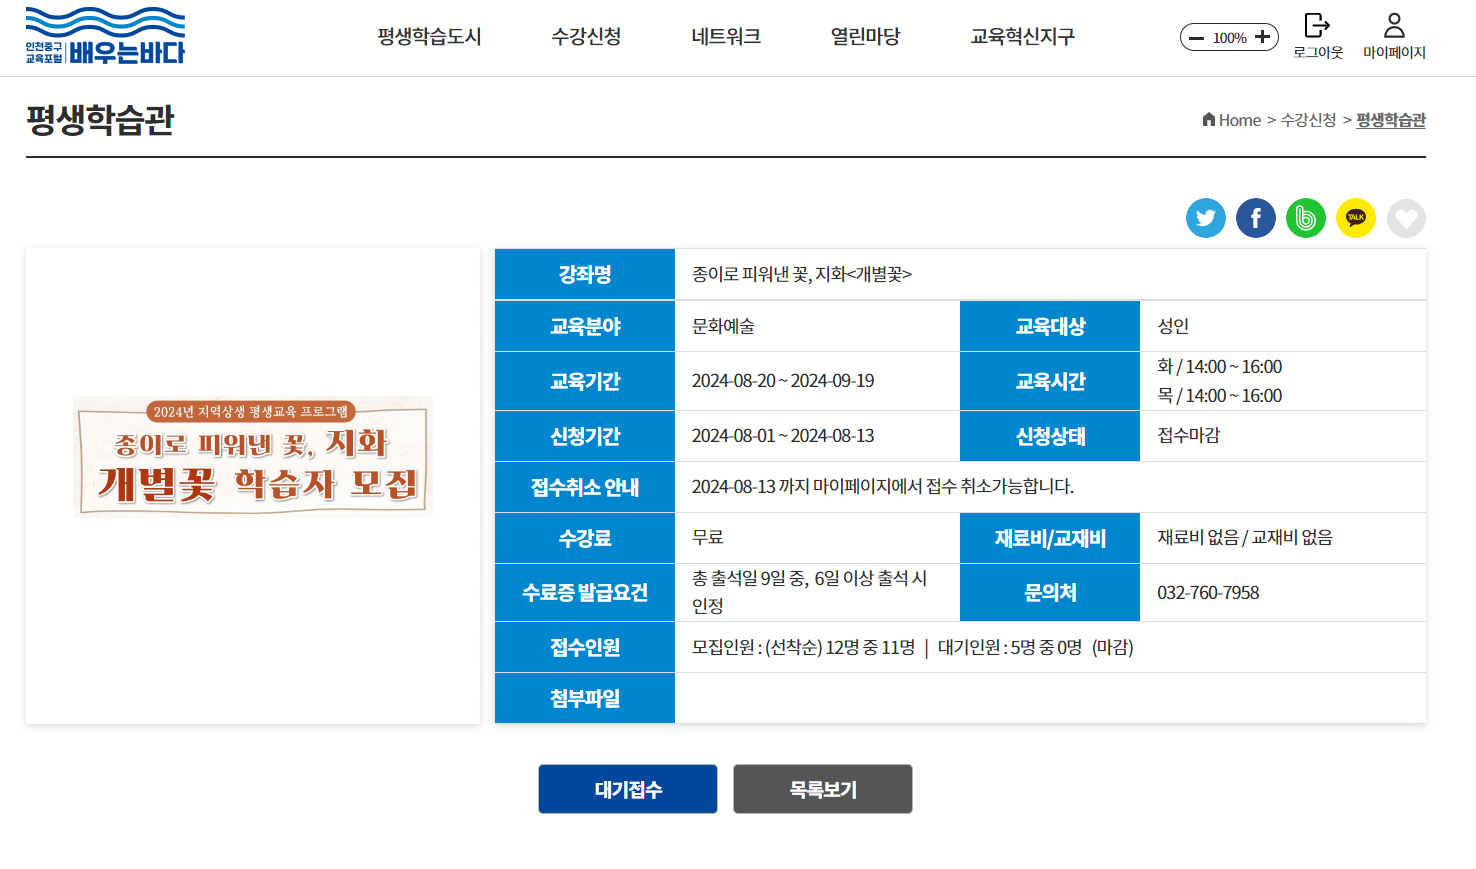 인천중구
교육포털 배우는바다
평생학습도시 수강신청 네트워크 열린마당 교육혁신지구
100%
로그아웃 마이페이지
평생학습관
Home > 수강신청 > 평생학습관
TALK
2024년 지역상생 평생교육 프로그램
종이로 피워낸 꽃, 지화
개별꽃 학습자 모집
강좌명 종이로 피워낸 꽃, 지화<개별꽃>
교육분야 문화예술 교육대상 성인
교육기간 2024-08-20 ~ 2024-09-19 교육시간 화 / 14:00 ~ 16:00
목 / 14:00 ~ 16:00
신청기간 2024-08-01 ~ 2024-08-13 신청상태 접수마감
접수취소 안내 2024-08-13 까지 마이페이지에서 접수 취소가능합니다.
수강료 무료 재료비/교재비 재료비 없음 / 교재비 없음
수료증 발급요건 총 출석일 9일 중, 6일 이상 출석 시
인정
문의처 032-760-7958
접수인원 모집인원 : (선착순) 12명 중 11명 | 대기인원 : 5명 중 0명 (마감)
첨부파일
대기접수 목록보기